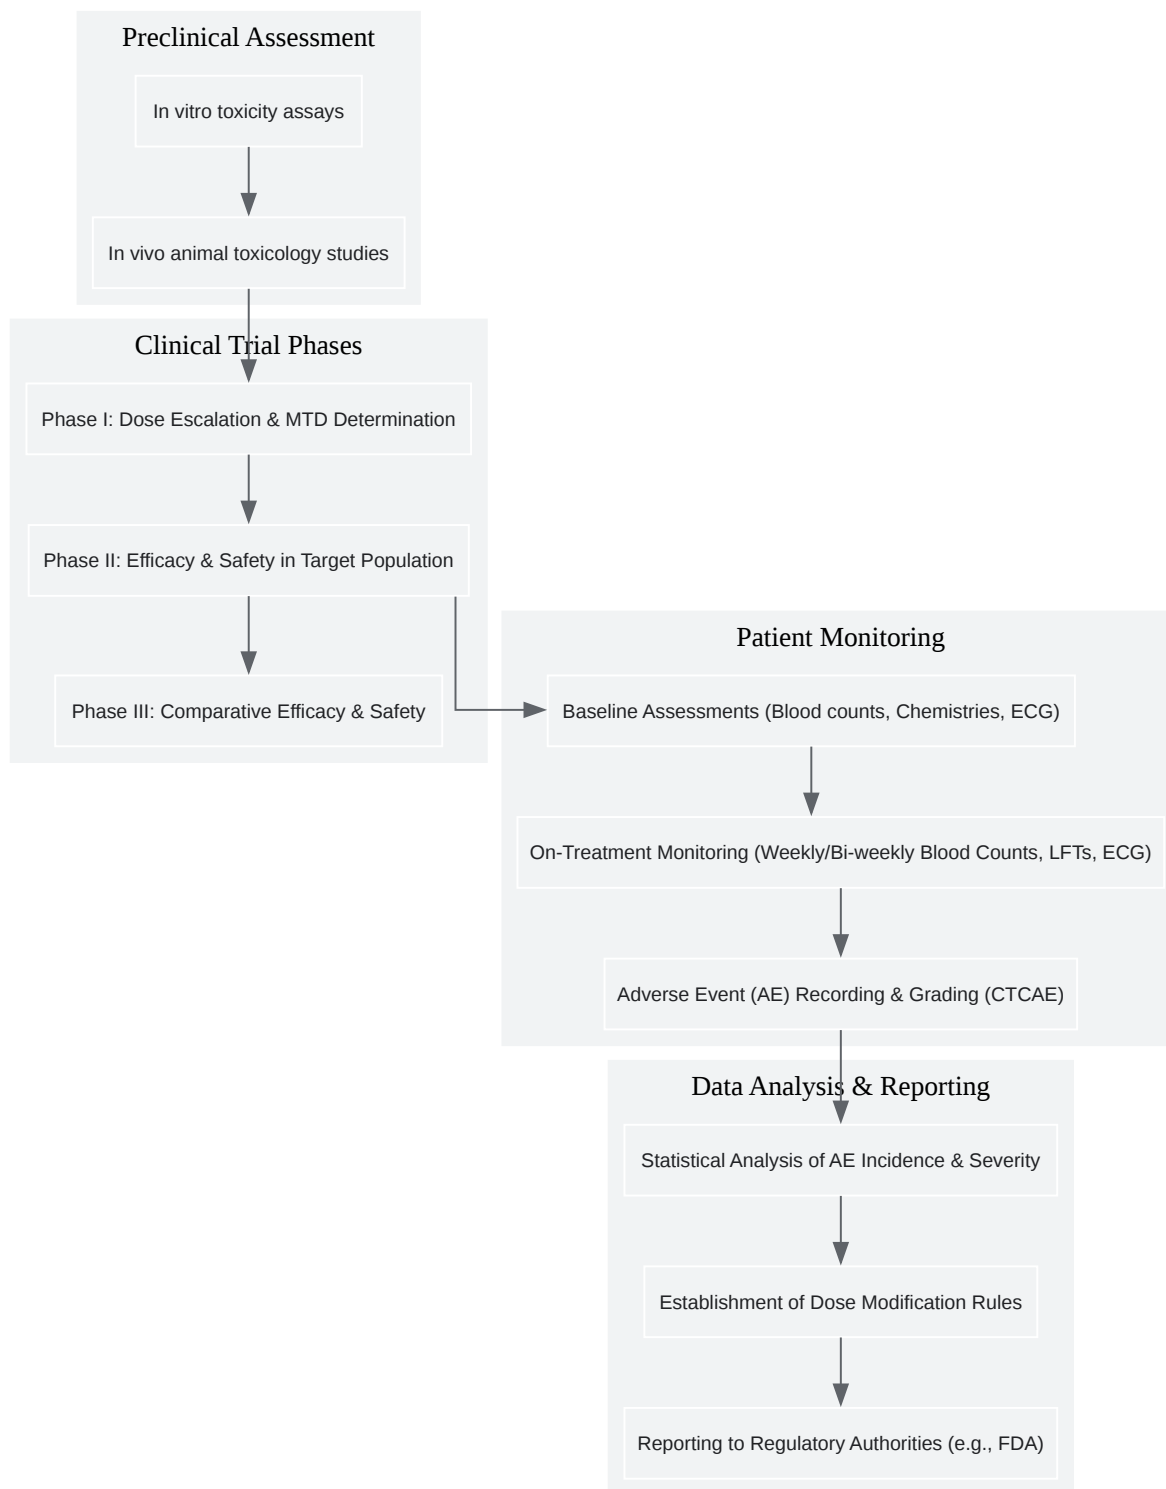 Preclinical Assessment
In vitro toxicity assays
In vivo animal toxicology studies
Clinical Trial Phases
Phase I: Dose Escalation & MTD Determination
Phase II: Efficacy & Safety in Target Population
Phase III: Comparative Efficacy & Safety
Patient Monitoring
Baseline Assessments (Blood counts, Chemistries, ECG)
On-Treatment Monitoring (Weekly/Bi-weekly Blood Counts, LFTs, ECG)
Adverse Event (AE) Recording & Grading (CTCAE)
Data Analysis & Reporting
Statistical Analysis of AE Incidence & Severity
Establishment of Dose Modification Rules
Reporting to Regulatory Authorities (e.g., FDA)